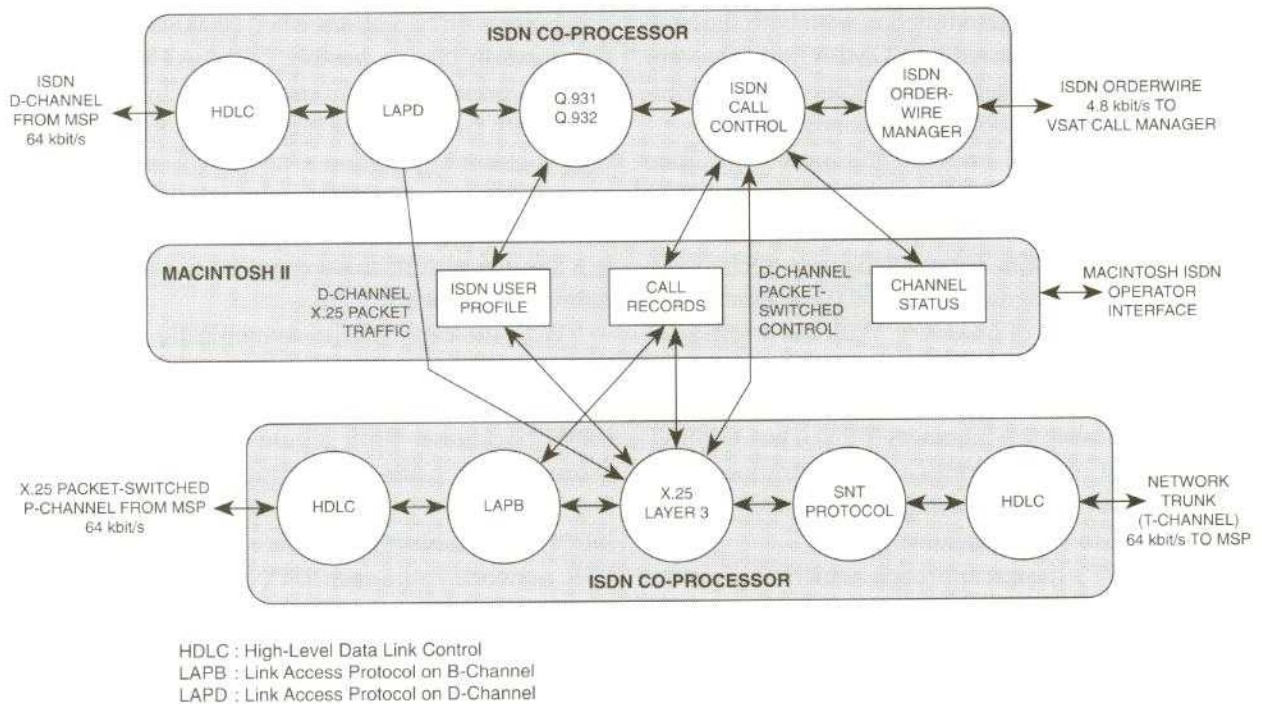 ISDN CO-PROCESSOR
ISDN
D-CHANNEL
FROM MSP
64 kbit/s
HDLC
LAPD
Q.931
Q.932
ISDN
CALL
CONTROL
ISDN
ORDER-
WIRE
MANAGER
ISDN ORDERWIRE
4.8 kbit/s TO
VSAT CALL MANAGER
MACINTOSH II
D-CHANNEL
X.25 PACKET
TRAFFIC
ISDN USER
PROFILE
CALL
RECORDS
D-CHANNEL
PACKET-
SWITCHED
CONTROL
CHANNEL
STATUS
MACINTOSH ISDN
OPERATOR
INTERFACE
X.25 PACKET-SWITCHED
P-CHANNEL FROM MSP
64 kbit/s
HDLC
LAPB
X.25
LAYER 3
SNT
PROTOCOL
HDLC
NETWORK
TRUNK
(T-CHANNEL)
64 kbit/s TO MSP
ISDN CO-PROCESSOR
HDLC : High-Level Data Link Control
LAPB : Link Access Protocol on B-Channel
LAPD : Link Access Protocol on D-Channel